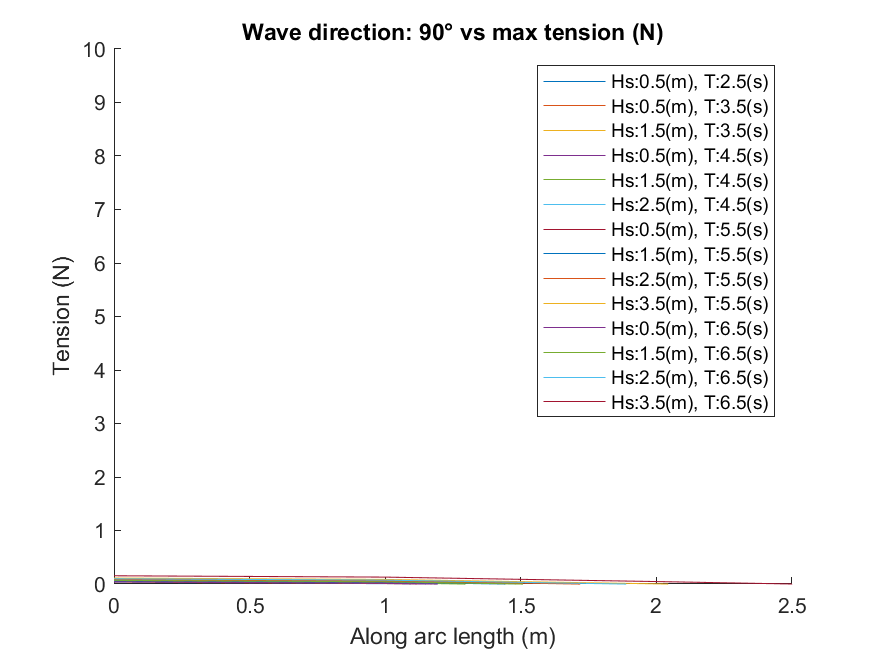 Wave direction: 90° vs max tension (N)
10
9
8
7
6
5
4
3
2
1
0
Tension (N)
Hs:0.5(m), T:2.5(s)
Hs:0.5(m), T:3.5(s)
Hs:1.5(m), T:3.5(s)
Hs:0.5(m), T:4.5(s)
Hs:1.5(m), T:4.5(s)
Hs:2.5(m), T:4.5(s)
Hs:0.5(m), T:5.5(s)
Hs:1.5(m), T:5.5(s)
Hs:2.5(m), T:5.5(s)
Hs:3.5(m), T:5.5(s)
Hs:0.5(m), T:6.5(s)
Hs:1.5(m), T:6.5(s)
Hs:2.5(m), T:6.5(s)
Hs:3.5(m), T:6.5(s)
0 0.5 1 1.5 2 2.5
Along arc length (m)